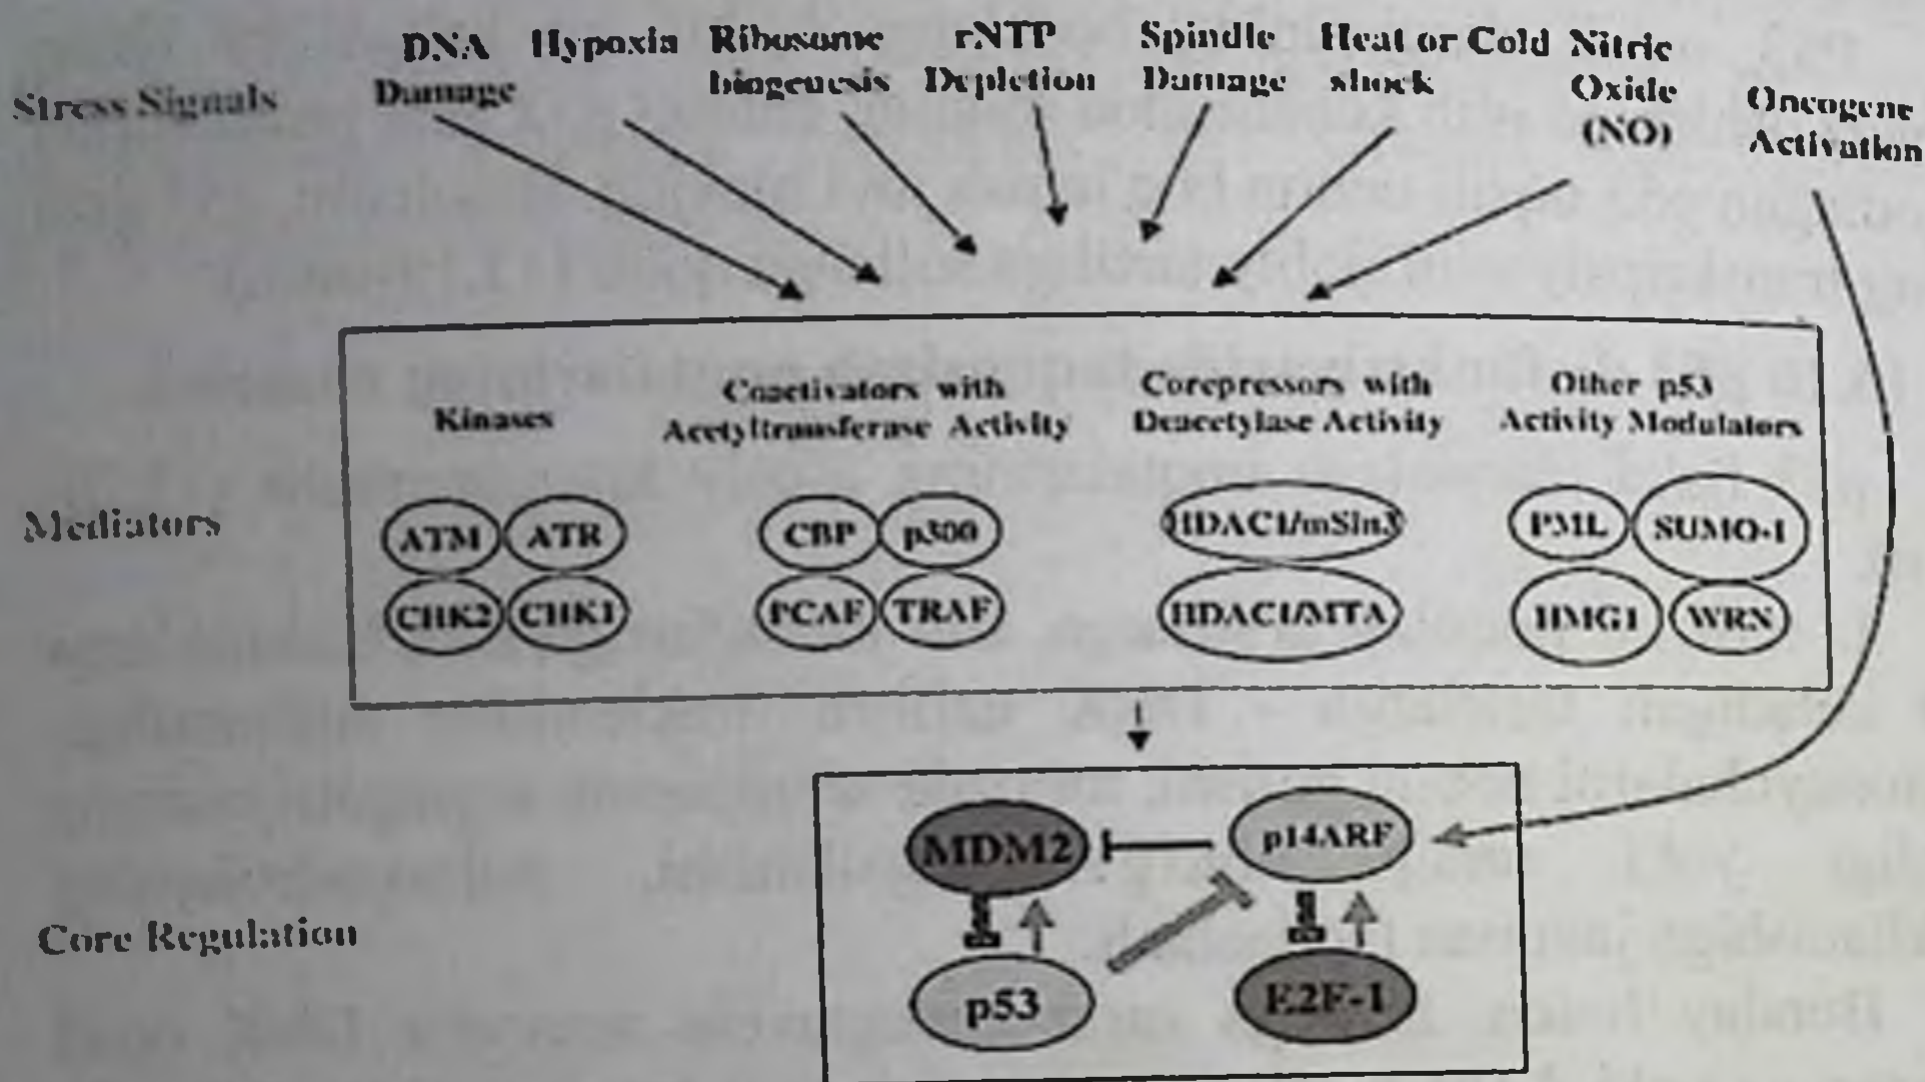 Stress Signals
DNA
Damage
Hypoxia
Ribosome
biogenesis
rNTP
Depletion
Spindle
Damage
Heat or Cold
shock
Nitric
Oxide
(NO)
Oncogene
Activation
Mediators
Kinases
ATM ATR
CHK2 CHK1
Coactivators with
Acetyltransferase Activity
CBP p300
PCAF TRAF
Corepressors with
Deacetylase Activity
HDAC1/mSin3
HDAC1/MTA
Other p53
Activity Modulators
PML SUMO-1
HMG1 WRN
Core Regulation
MDM2 p14ARF
p53 E2F-1